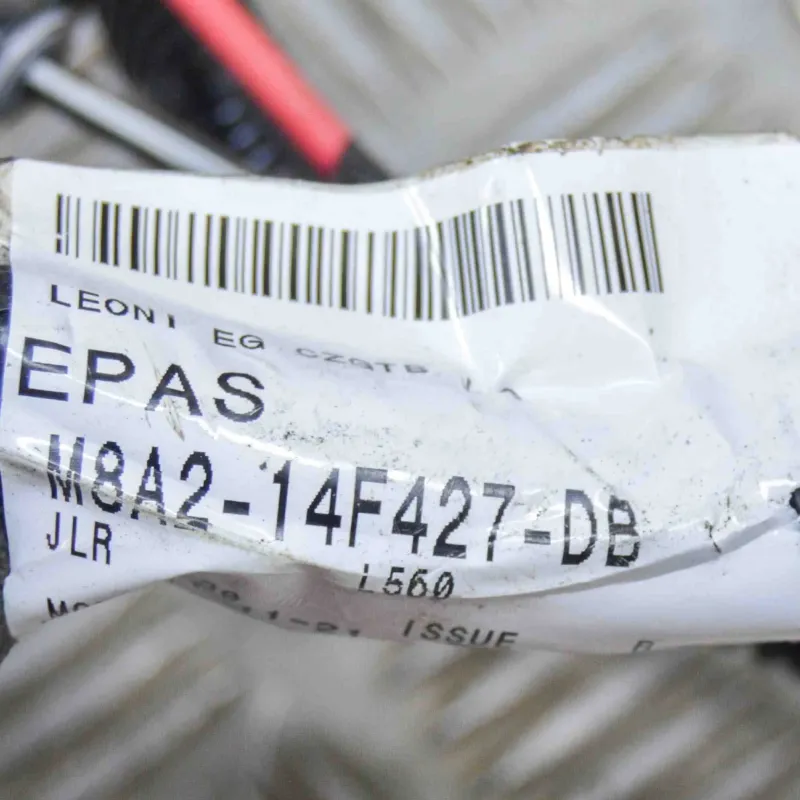 LEONI EG
EPAS
M8A2-14F427-DB
JLR
L560
ISSUE